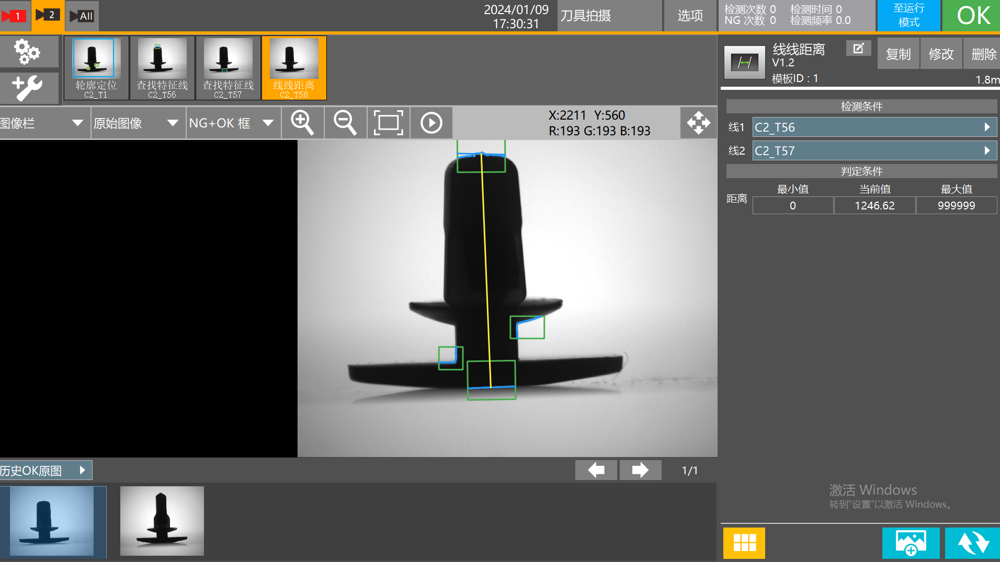 1
2
All
2024/01/09
17:30:31
刀具拍摄
选项
检测次数 0
检测时间 0
NG 次数 0
检测频率 0.0
至运行
模式
OK
轮廓定位
C2_T1
查找特征线
C2_T56
查找特征线
C2_T57
线线距离
C2_T58
线线距离
V1.2
模板ID : 1
复制
修改
删除
1.8m
图像栏
原始图像
NG+OK 框
X:2211 Y:560
R:193 G:193 B:193
检测条件
线1
C2_T56
线2
C2_T57
判定条件
最小值
当前值
最大值
距离
0
1246.62
999999
历史OK原图
1/1
激活 Windows
转到"设置"以激活 Windows。